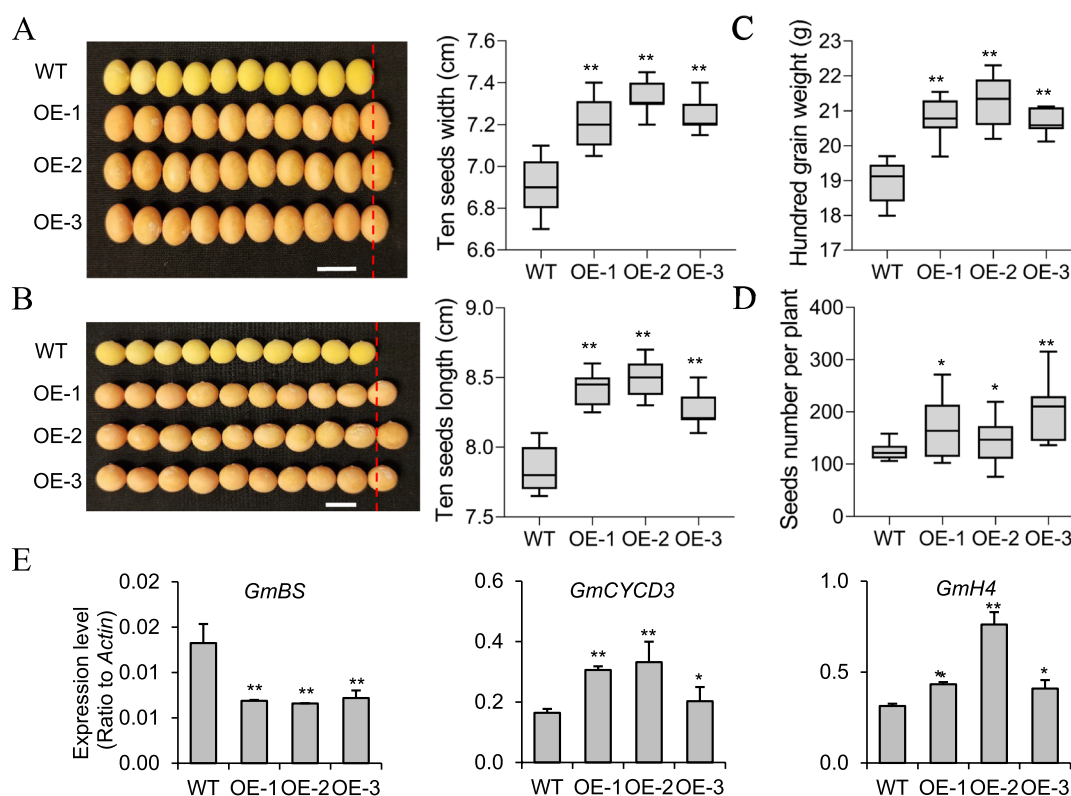 A
WT
OE-1
OE-2
OE-3
Ten seeds width (cm)
7.6
7.4
7.2
7.0
6.8
6.6
** ** **
WT OE-1 OE-2 OE-3
C
Hundred grain weight (g)
23
22
21
20
19
18
17
** ** **
WT OE-1 OE-2 OE-3
B
WT
OE-1
OE-2
OE-3
Ten seeds length (cm)
9.0
8.5
8.0
7.5
** ** **
WT OE-1 OE-2 OE-3
D
Seeds number per plant
400
300
200
100
0
* * **
WT OE-1 OE-2 OE-3
E
Expression level
(Ratio to Actin)
GmBS
0.02
0.02
0.01
0.01
0.00
** ** **
WT OE-1 OE-2 OE-3
GmCYCD3
0.6
0.4
0.2
0.0
** ** *
WT OE-1 OE-2 OE-3
GmH4
1.0
0.5
0.0
** ** *
WT OE-1 OE-2 OE-3